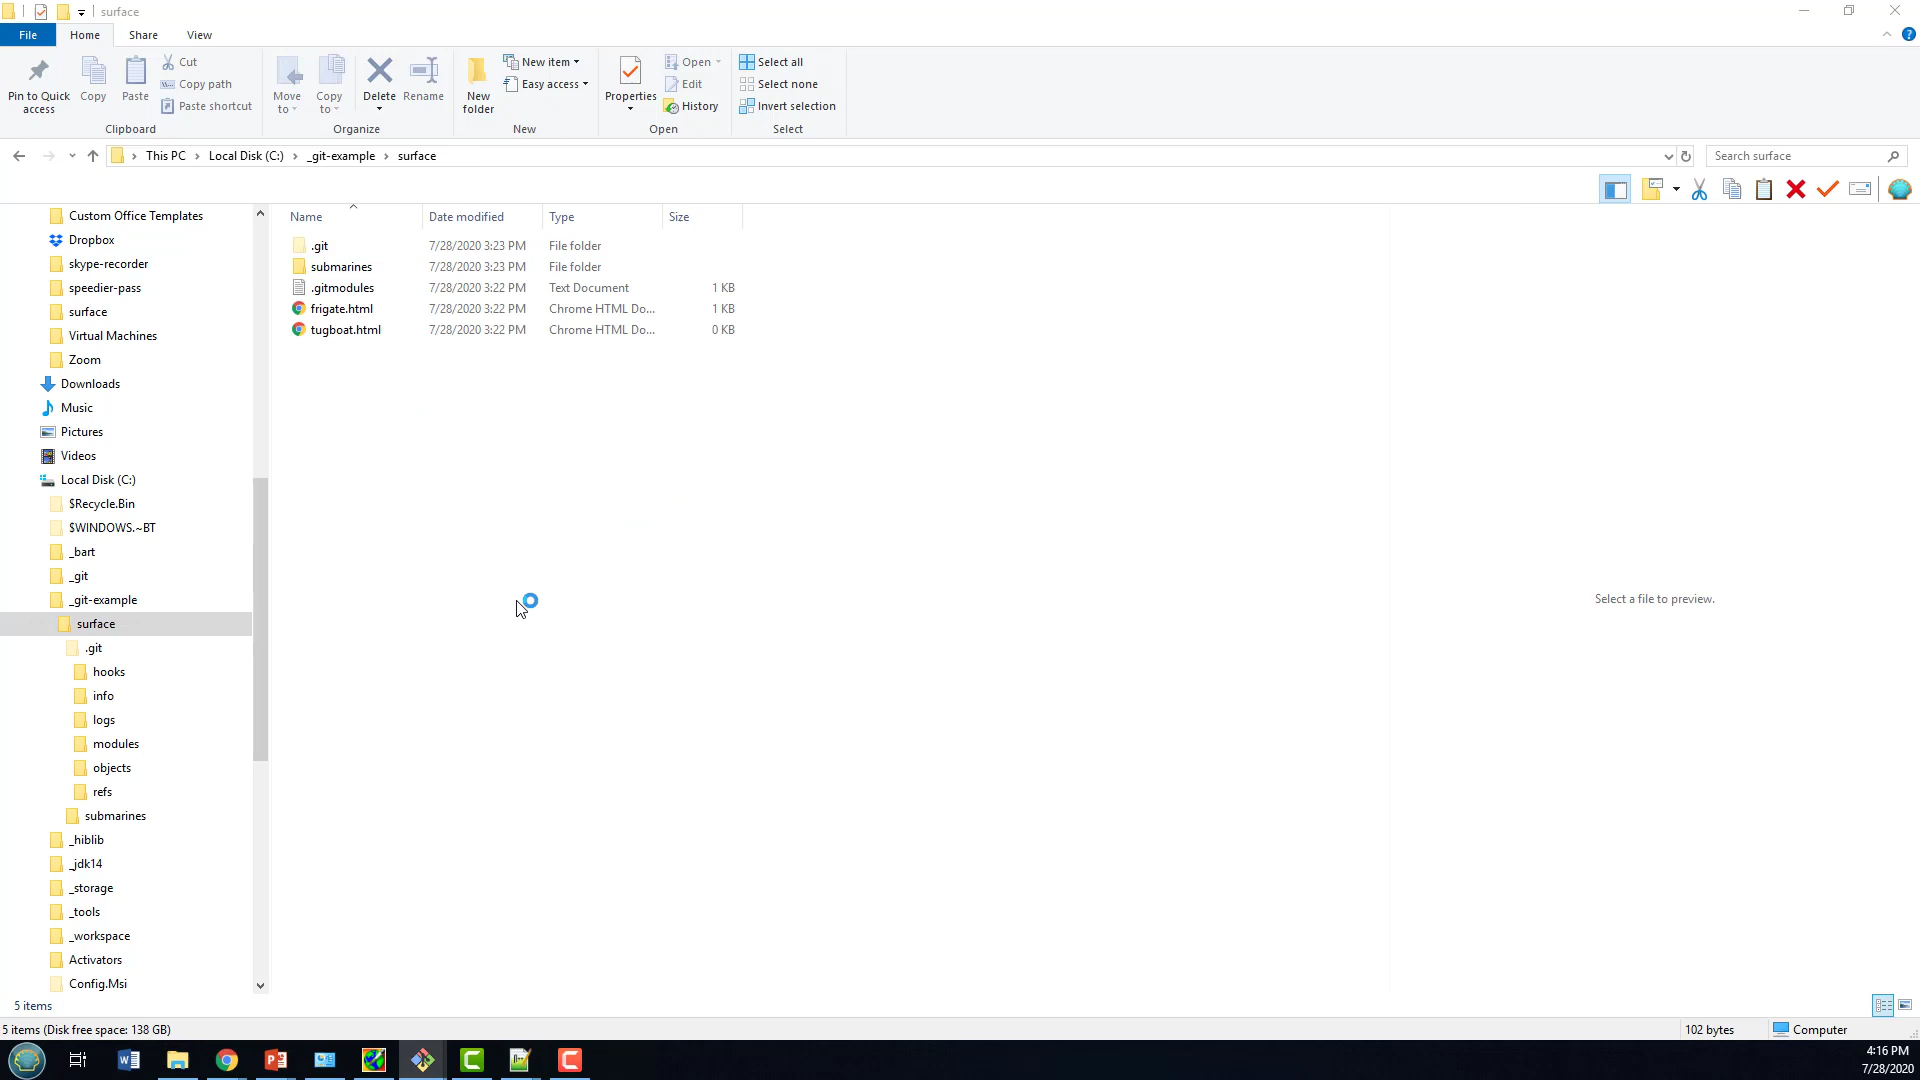 surface
File Home Share View
Pin to Quick access
Copy
Paste
Cut
Copy path
Paste shortcut
Clipboard
Move to
Copy to
Delete
Rename
Organize
New folder
New item
Easy access
New
Properties
Open
Edit
History
Open
Select all
Select none
Invert selection
Select
This PC › Local Disk (C:) › _git-example › surface
Search surface
Custom Office Templates
Dropbox
skype-recorder
speedier-pass
surface
Virtual Machines
Zoom
Downloads
Music
Pictures
Videos
Local Disk (C:)
$Recycle.Bin
$WINDOWS.~BT
_bart
_git
_git-example
surface
.git
hooks
info
logs
modules
objects
refs
submarines
_hiblib
_jdk14
_storage
_tools
_workspace
Activators
Config.Msi
Name Date modified Type Size
.git 7/28/2020 3:23 PM File folder
submarines 7/28/2020 3:23 PM File folder
.gitmodules 7/28/2020 3:22 PM Text Document 1 KB
frigate.html 7/28/2020 3:22 PM Chrome HTML Do... 1 KB
tugboat.html 7/28/2020 3:22 PM Chrome HTML Do... 0 KB
Select a file to preview.
5 items
5 items (Disk free space: 138 GB) 102 bytes Computer
4:16 PM
7/28/2020